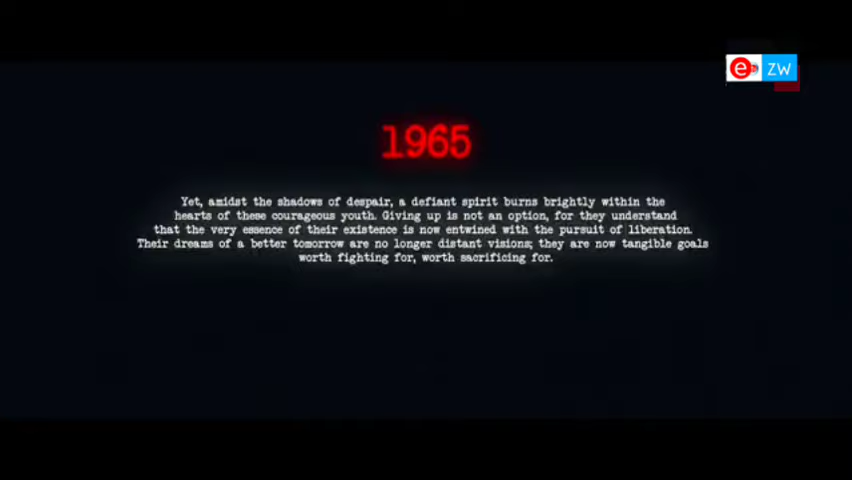 e ZW
1965
Yet, amidst the shadows of despair, a defiant spirit burns brightly within the
hearts of these courageous youth. Giving up is not an option, for they understand
that the very essence of their existence is now entwined with the pursuit of liberation.
Their dreams of a better tomorrow are no longer distant visions; they are now tangible goals
worth fighting for, worth sacrificing for.